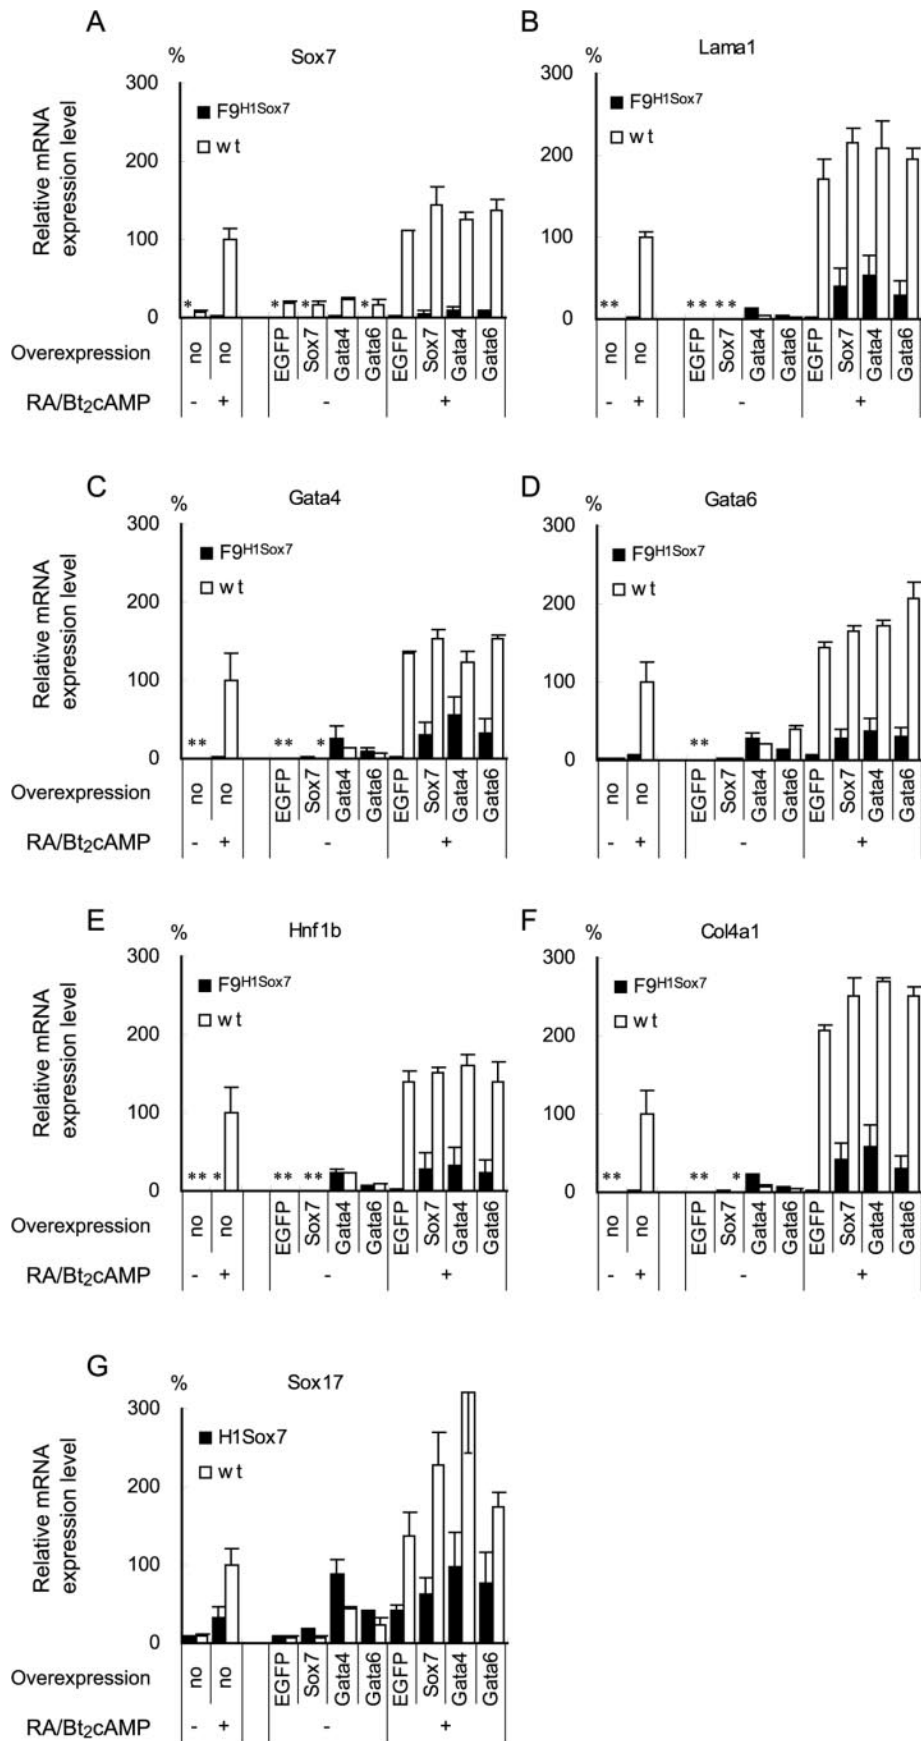 A
Sox7
%
300
200
100
0
Relative mRNA
expression level
F9H1Sox7
wt
* * * *
Overexpression
no no EGFP Sox7 Gata4 Gata6 EGFP Sox7 Gata4 Gata6
RA/Bt2cAMP - + - +
B
Lama1
%
300
200
100
0
F9H1Sox7
wt
** ** **
no no EGFP Sox7 Gata4 Gata6 EGFP Sox7 Gata4 Gata6
- + - +
C
Gata4
%
300
200
100
0
Relative mRNA
expression level
F9H1Sox7
wt
** ** *
Overexpression
no no EGFP Sox7 Gata4 Gata6 EGFP Sox7 Gata4 Gata6
RA/Bt2cAMP - + - +
D
Gata6
%
300
200
100
0
F9H1Sox7
wt
**
no no EGFP Sox7 Gata4 Gata6 EGFP Sox7 Gata4 Gata6
- + - +
E
Hnf1b
%
300
200
100
0
Relative mRNA
expression level
F9H1Sox7
wt
** * ** **
Overexpression
no no EGFP Sox7 Gata4 Gata6 EGFP Sox7 Gata4 Gata6
RA/Bt2cAMP - + - +
F
Col4a1
%
300
200
100
0
F9H1Sox7
wt
** ** *
no no EGFP Sox7 Gata4 Gata6 EGFP Sox7 Gata4 Gata6
- + - +
G
Sox17
%
300
200
100
0
Relative mRNA
expression level
H1Sox7
wt
Overexpression
no no EGFP Sox7 Gata4 Gata6 EGFP Sox7 Gata4 Gata6
RA/Bt2cAMP - + - +